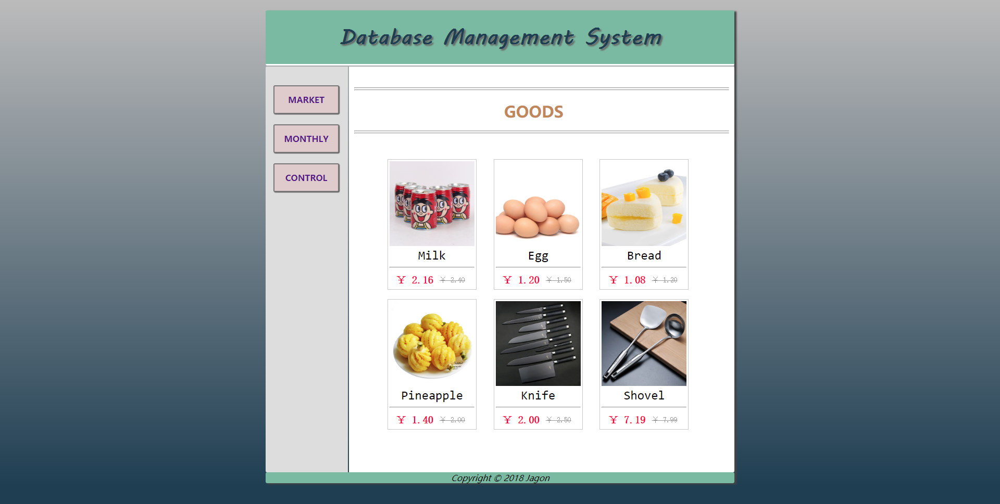 Database Management System
MARKET
MONTHLY
CONTROL
GOODS
Milk
¥ 2.16 ¥ 2.40
Egg
¥ 1.20 ¥ 1.50
Bread
¥ 1.08 ¥ 1.20
Pineapple
¥ 1.40 ¥ 2.00
Knife
¥ 2.00 ¥ 2.50
Shovel
¥ 7.19 ¥ 7.99
Copyright © 2018 Jagon